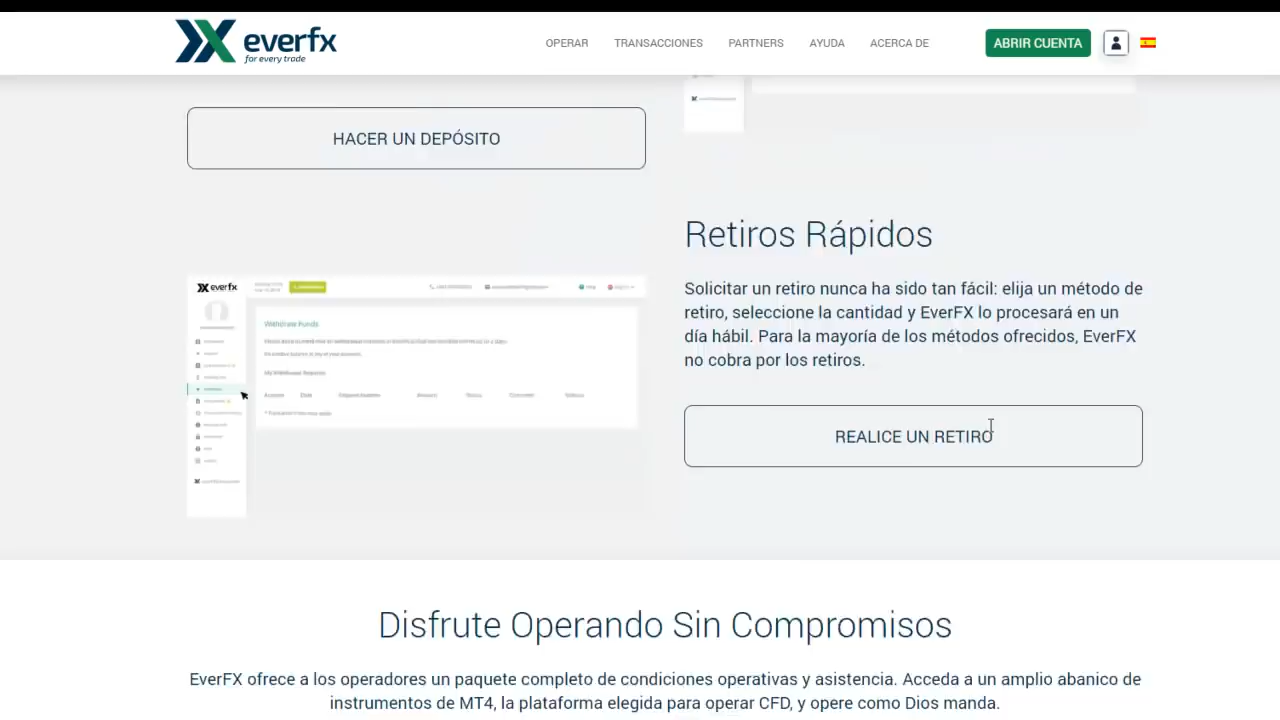 everfx
for every trade
OPERAR
TRANSACCIONES
PARTNERS
AYUDA
ACERCA DE
ABRIR CUENTA
HACER UN DEPÓSITO
Retiros Rápidos
Solicitar un retiro nunca ha sido tan fácil: elija un método de
retiro, seleccione la cantidad y EverFX lo procesará en un
día hábil. Para la mayoría de los métodos ofrecidos, EverFX
no cobra por los retiros.
REALICE UN RETIRO
everfx
Withdraw Funds
Disfrute Operando Sin Compromisos
EverFX ofrece a los operadores un paquete completo de condiciones operativas y asistencia. Acceda a un amplio abanico de
instrumentos de MT4, la plataforma elegida para operar CFD, y opere como Dios manda.